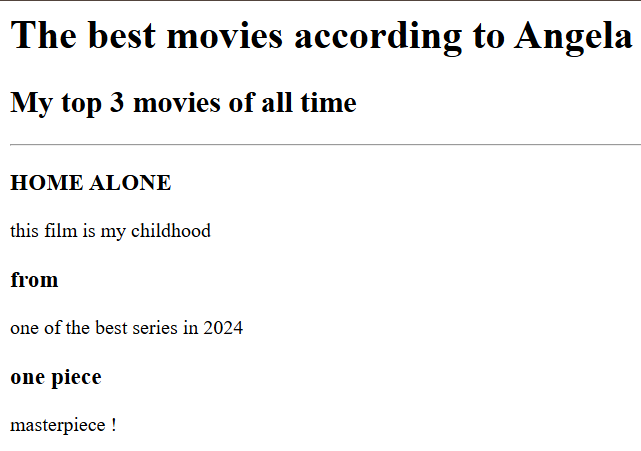 The best movies according to Angela
My top 3 movies of all time
HOME ALONE
this film is my childhood
from
one of the best series in 2024
one piece
masterpiece !